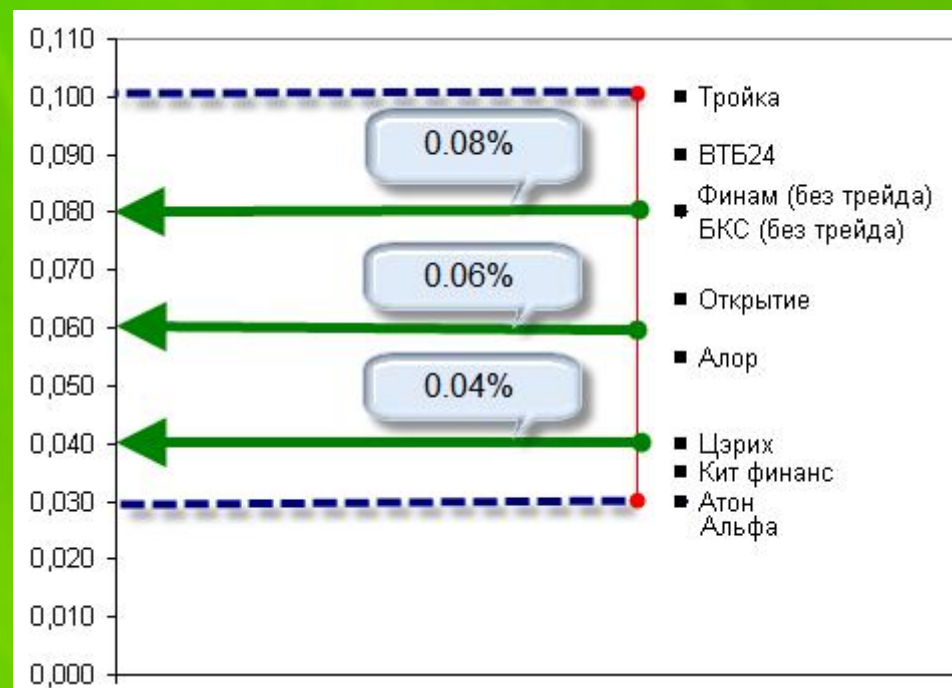 0,110
0,100
0,090
0,080
0,070
0,060
0,050
0,040
0,030
0,020
0,010
0,000
0.08%
0.06%
0.04%
Тройка
ВТБ24
Финам (без трейда)
БКС (без трейда)
Открытие
Алор
Цэрих
Кит финанс
Атон
Альфа